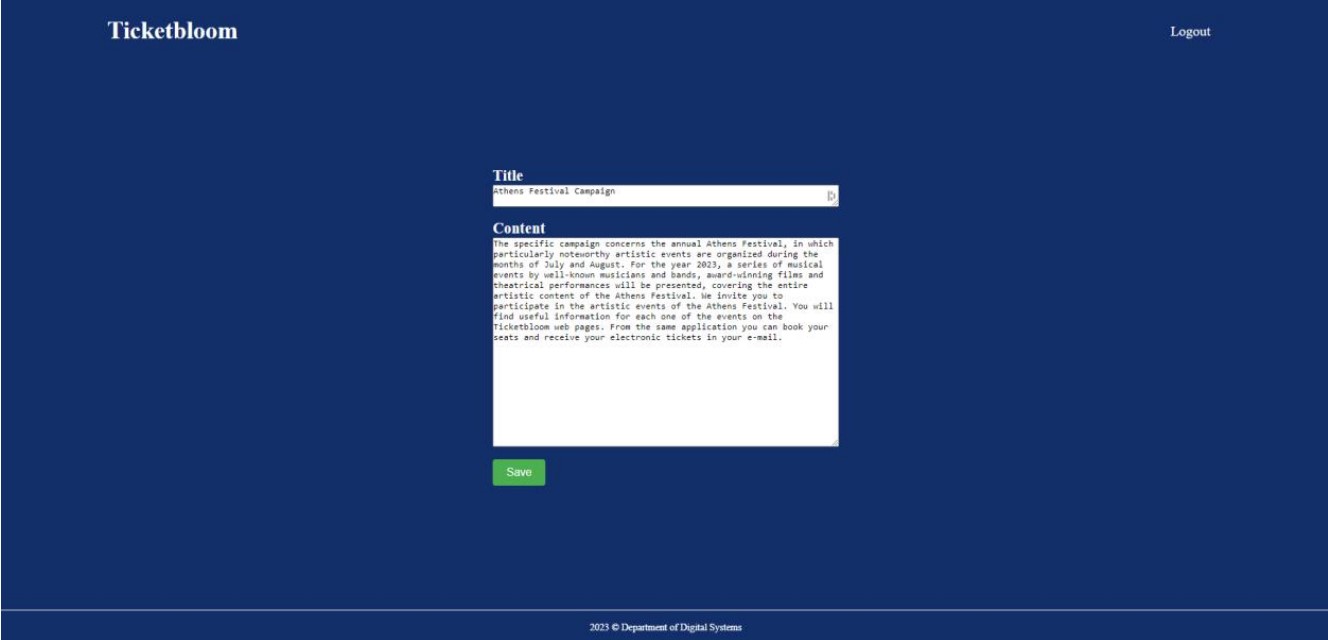 Ticketbloom
Logout
Title
Athens Festival Campaign
Content
The specific campaign concerns the annual Athens Festival, in which
particularly noteworthy artistic events are organized during the
months of July and August. For the year 2023, a series of musical
events by well-known musicians and bands, award-winning films and
theatrical performances will be presented, covering the entire
artistic content of the Athens Festival. We invite you to
participate in the artistic events of the Athens Festival. You will
find useful information for each one of the events on the
Ticketbloom web pages. From the same application you can book your
seats and receive your electronic tickets in your e-mail.
Save
2023 © Department of Digital Systems